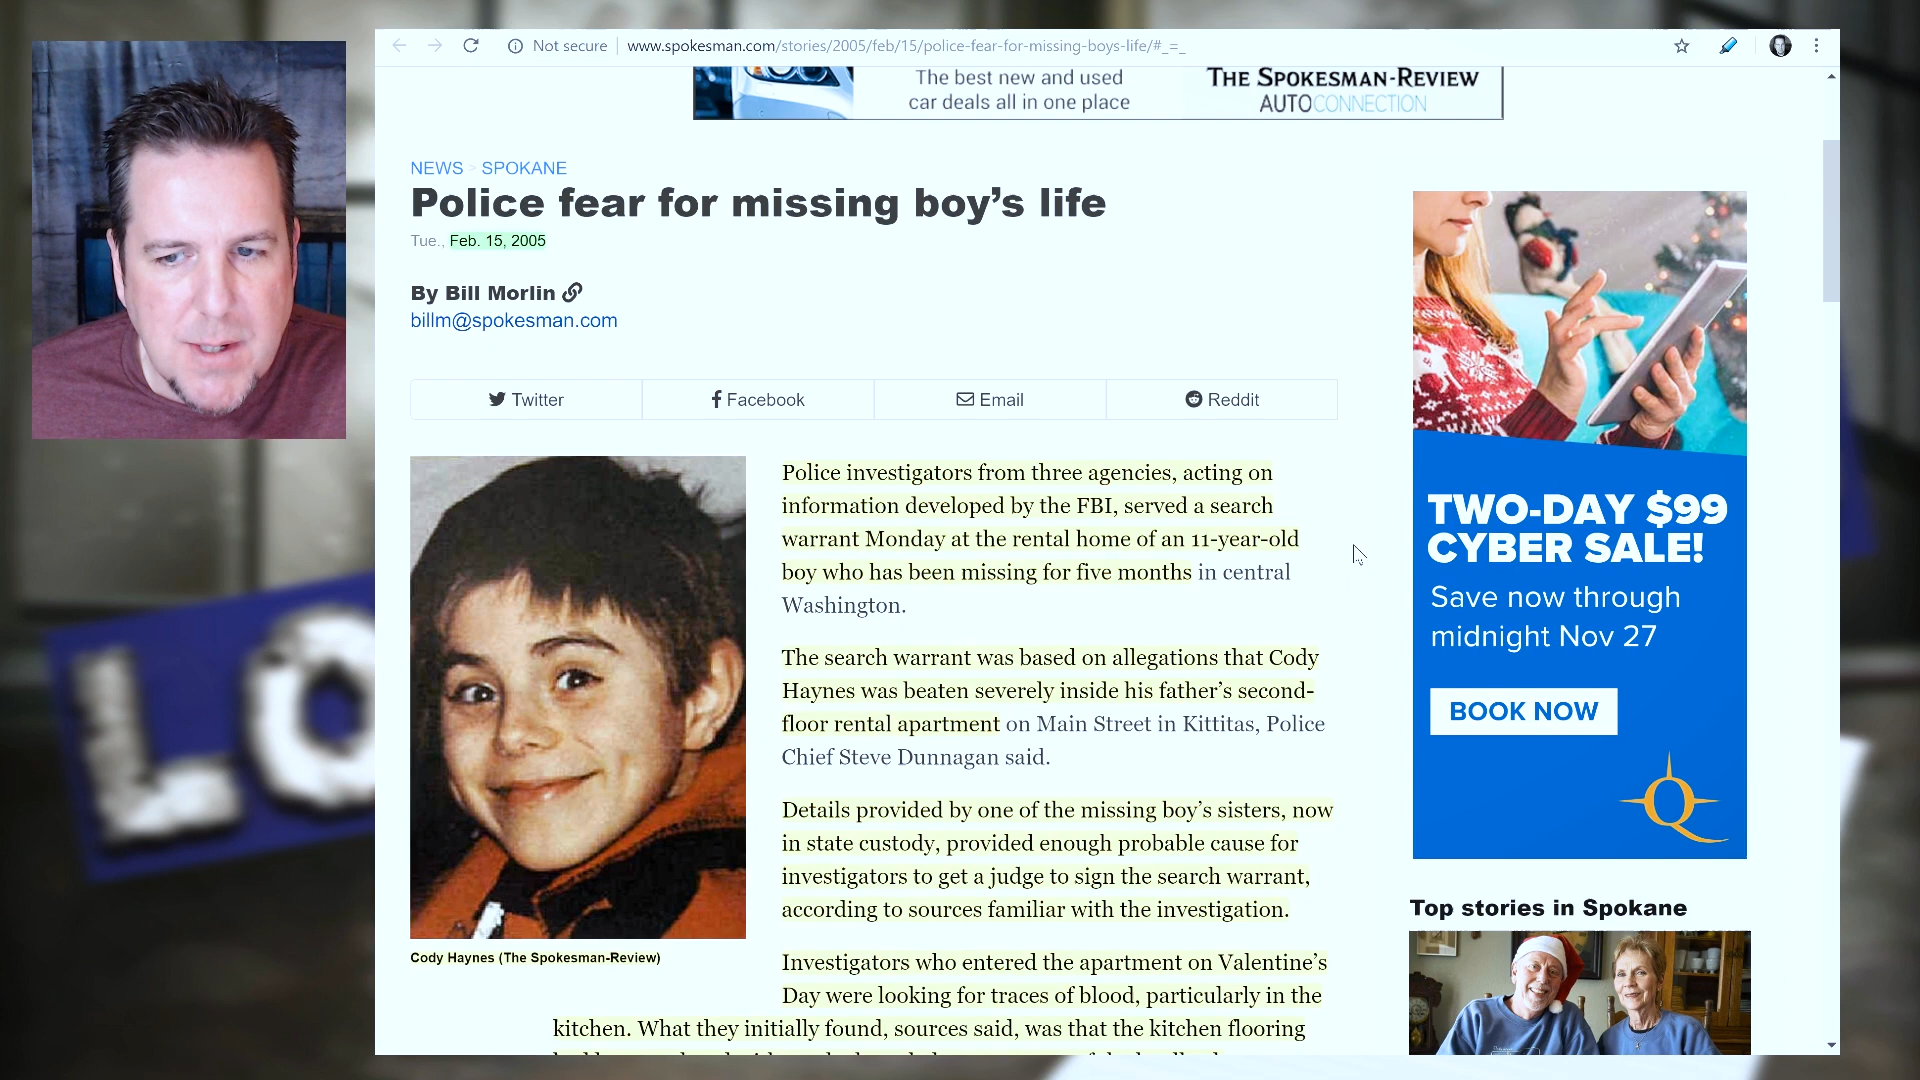 Not secure
www.spokesman.com/stories/2005/feb/15/police-fear-for-missing-boys-life/#_=_
The best new and used
car deals all in one place
THE SPOKESMAN-REVIEW
AUTOCONNECTION
NEWS > SPOKANE
Police fear for missing boy's life
Tue., Feb. 15, 2005
By Bill Morlin
billm@spokesman.com
Twitter
Facebook
Email
Reddit
Police investigators from three agencies, acting on
information developed by the FBI, served a search
warrant Monday at the rental home of an 11-year-old
boy who has been missing for five months in central
Washington.
The search warrant was based on allegations that Cody
Haynes was beaten severely inside his father's second-
floor rental apartment on Main Street in Kittitas, Police
Chief Steve Dunnagan said.
Details provided by one of the missing boy's sisters, now
in state custody, provided enough probable cause for
investigators to get a judge to sign the search warrant,
according to sources familiar with the investigation.
Cody Haynes (The Spokesman-Review)
Investigators who entered the apartment on Valentine's
Day were looking for traces of blood, particularly in the
kitchen. What they initially found, sources said, was that the kitchen flooring
TWO-DAY $99
CYBER SALE!
Save now through
midnight Nov 27
BOOK NOW
Q
Top stories in Spokane
LO